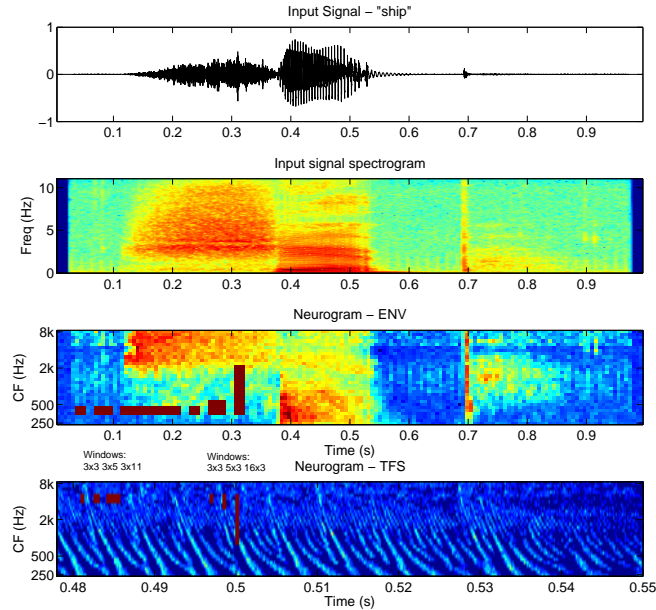 Input Signal − "ship"
1
0
−1
0.1 0.2 0.3 0.4 0.5 0.6 0.7 0.8 0.9
Input signal spectrogram
Freq (Hz)
10
5
0
0.1 0.2 0.3 0.4 0.5 0.6 0.7 0.8 0.9
Neurogram − ENV
CF (Hz)
8k
2k
500
250
0.1 0.2 0.3 0.4 0.5 0.6 0.7 0.8 0.9
Time (s)
Windows:
3x3 3x5 3x11
Windows:
3x3 5x3 16x3
Neurogram − TFS
CF (Hz)
8k
2k
500
250
0.48 0.49 0.5 0.51 0.52 0.53 0.54 0.55
Time (s)